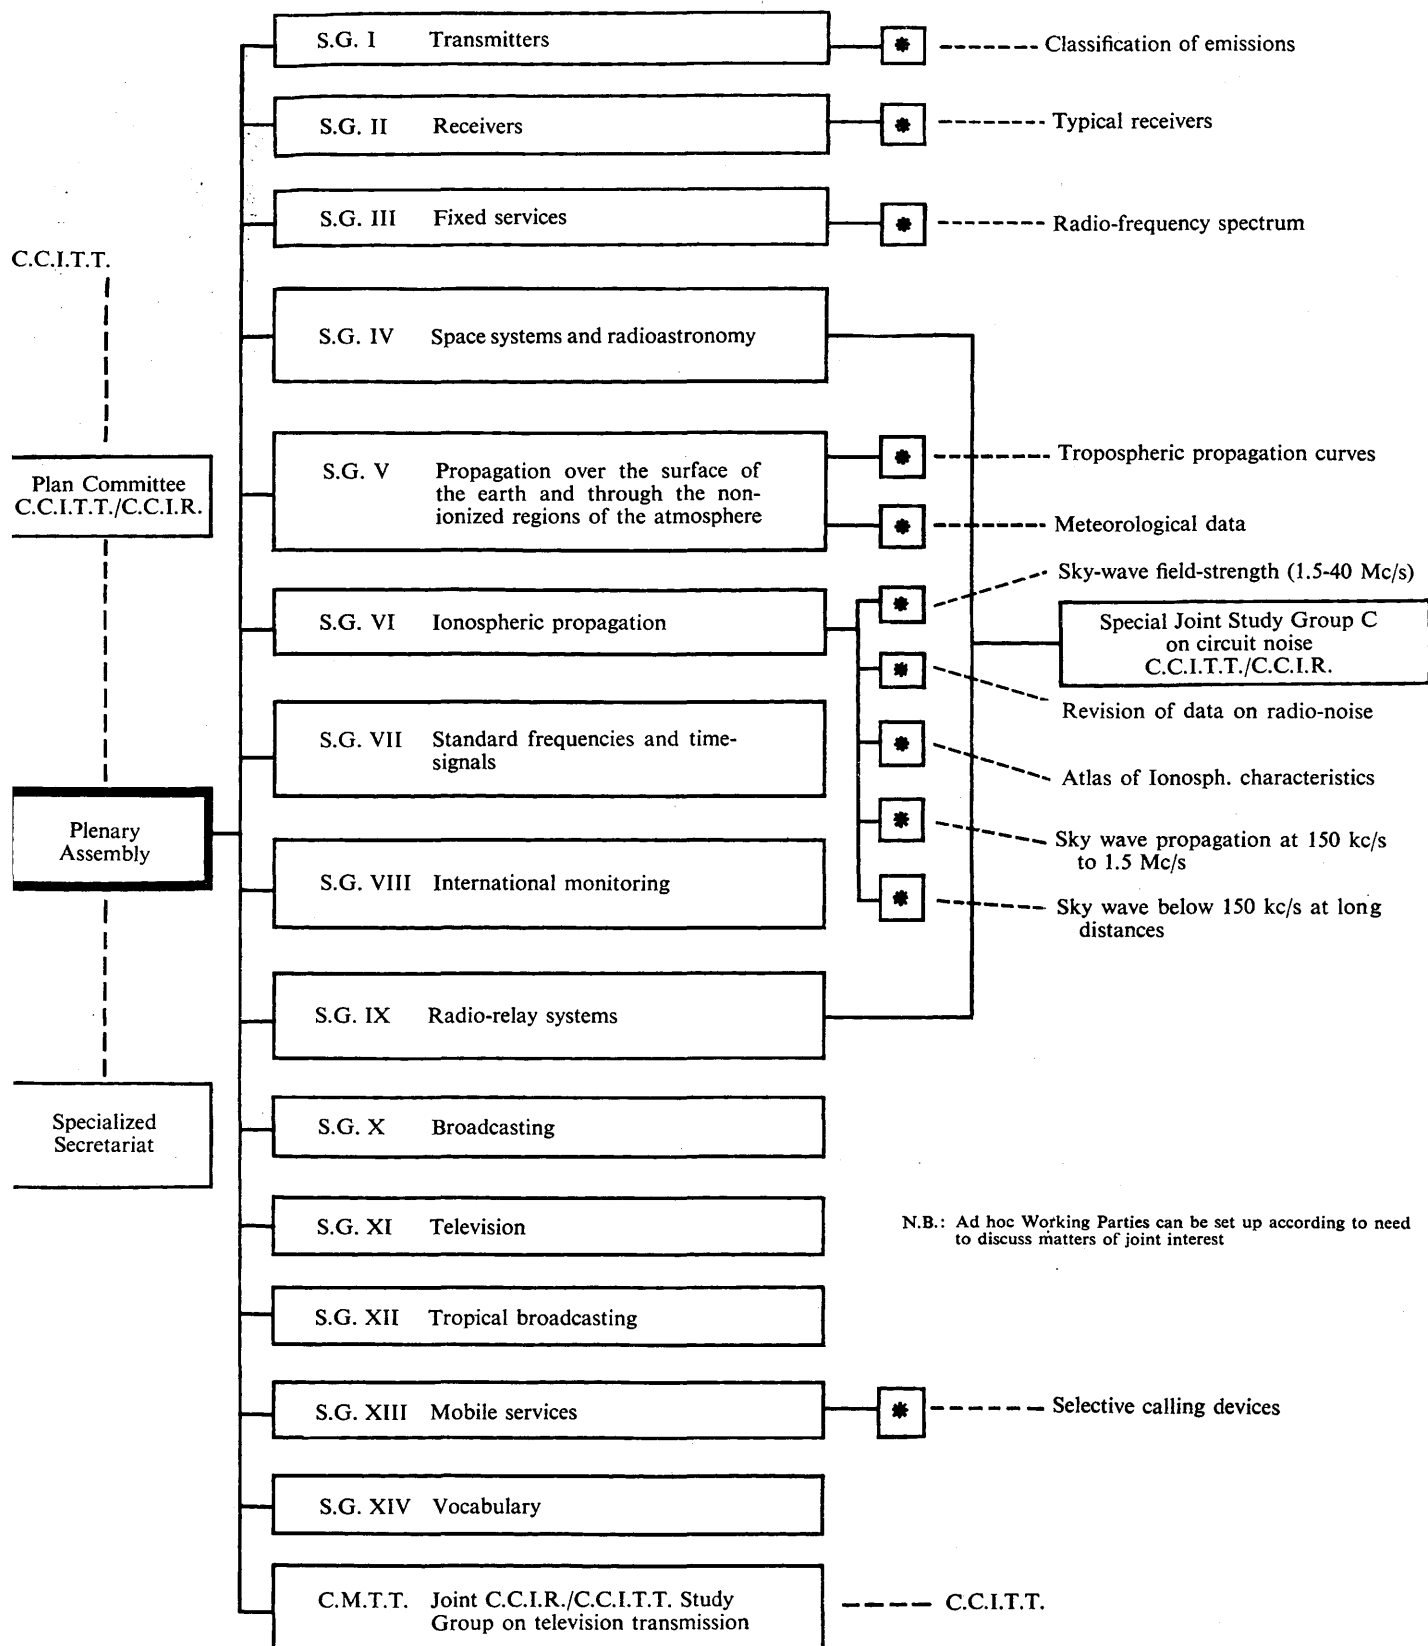 S.G. I Transmitters
* Classification of emissions
S.G. II Receivers
* Typical receivers
S.G. III Fixed services
* Radio-frequency spectrum
C.C.I.T.T.
S.G. IV Space systems and radioastronomy
Plan Committee
C.C.I.T.T./C.C.I.R.
S.G. V Propagation over the surface of
the earth and through the non-
ionized regions of the atmosphere
* Tropospheric propagation curves
* Meteorological data
S.G. VI Ionospheric propagation
* Sky-wave field-strength (1.5-40 Mc/s)
Special Joint Study Group C
on circuit noise
C.C.I.T.T./C.C.I.R.
* Revision of data on radio-noise
S.G. VII Standard frequencies and time-
signals
* Atlas of Ionosph. characteristics
Plenary
Assembly
* Sky wave propagation at 150 kc/s
to 1.5 Mc/s
S.G. VIII International monitoring
* Sky wave below 150 kc/s at long
distances
S.G. IX Radio-relay systems
Specialized
Secretariat
S.G. X Broadcasting
S.G. XI Television
N.B.: Ad hoc Working Parties can be set up according to need
to discuss matters of joint interest
S.G. XII Tropical broadcasting
S.G. XIII Mobile services
* Selective calling devices
S.G. XIV Vocabulary
C.M.T.T. Joint C.C.I.R./C.C.I.T.T. Study
Group on television transmission
C.C.I.T.T.